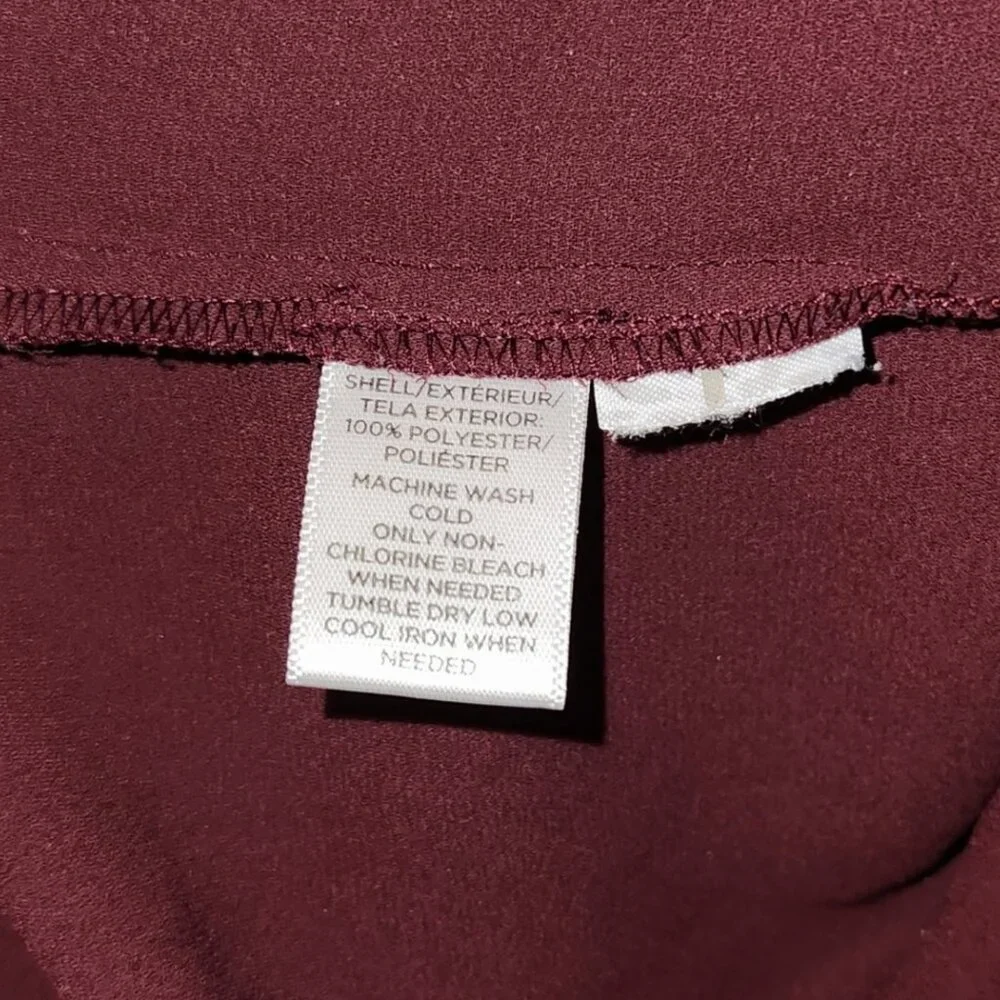 SHELL/EXTÉRIEUR/
TELA EXTERIOR:
100% POLYESTER/
POLIÉSTER
MACHINE WASH
COLD
ONLY NON-
CHLORINE BLEACH
WHEN NEEDED
TUMBLE DRY LOW
COOL IRON WHEN
NEEDED